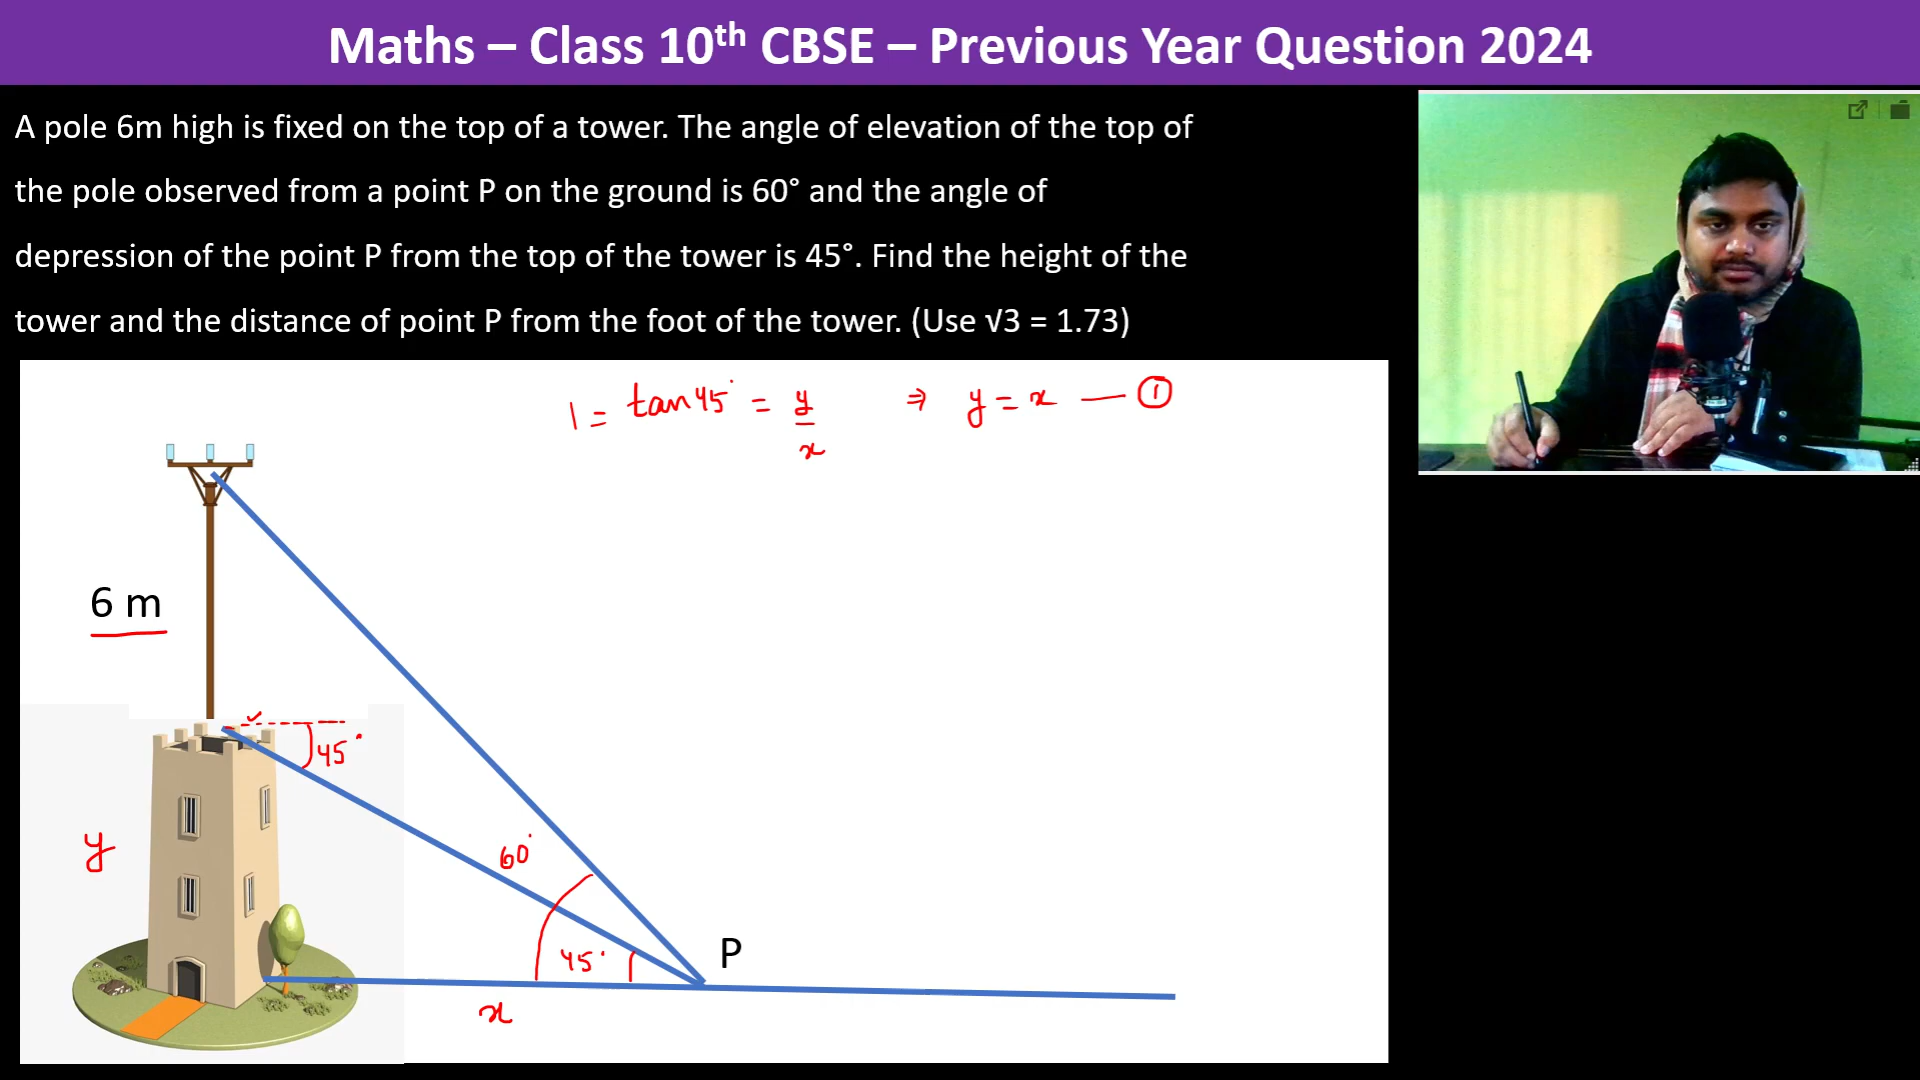 Maths – Class 10th CBSE – Previous Year Question 2024
A pole 6m high is fixed on the top of a tower. The angle of elevation of the top of
the pole observed from a point P on the ground is 60° and the angle of
depression of the point P from the top of the tower is 45°. Find the height of the
tower and the distance of point P from the foot of the tower. (Use √3 = 1.73)
1 = tan 45° = y/x ⇒ y = x — ①
6 m
45°
y
60°
45°
P
x